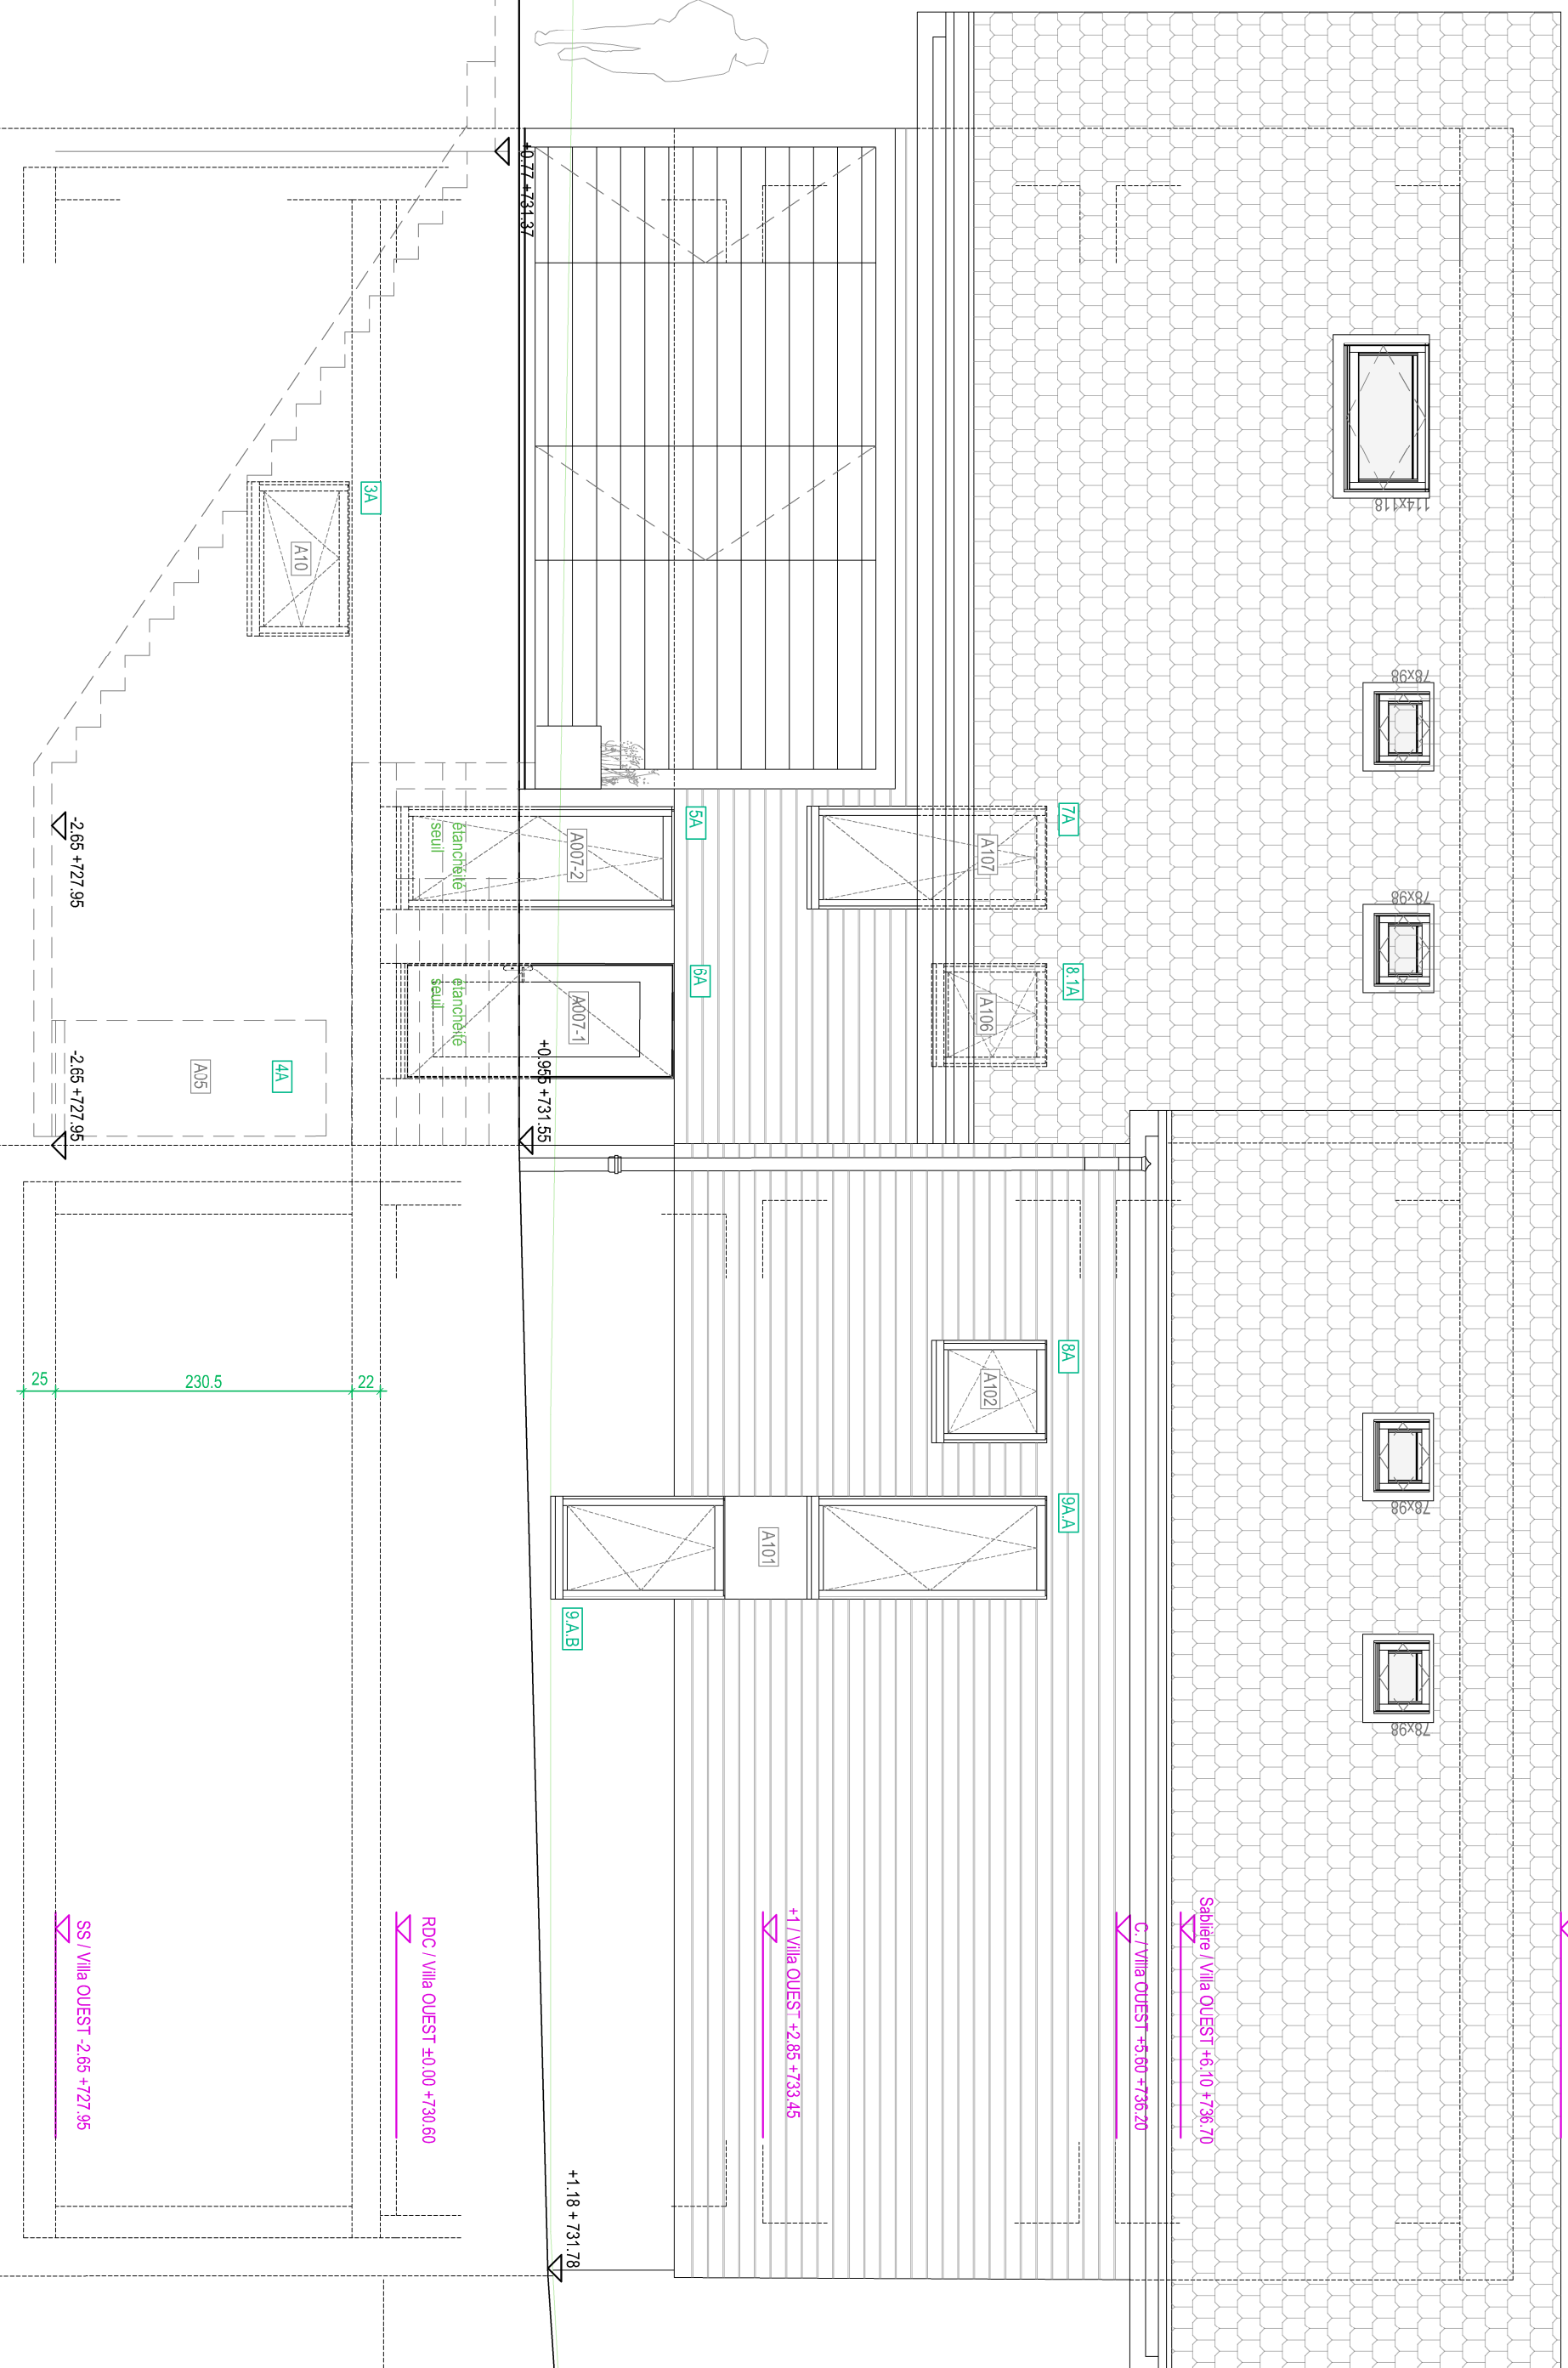 114x118
78x98
78x98
78x98
78x98
Sablière / Villa OUEST +6.10 +736.70
C. / Villa OUEST +5.60 +736.20
7A
A107
8.1A
A106
8A
A102
9A.A
A101
9.A.B
+1 / Villa OUEST +2.85 +733.45
5A
A007-2
étanchéité
seuil
6A
A007-1
étanchéité
seuil
+0.77 +731.37
+0.955 +731.55
+1.18 +731.78
RDC / Villa OUEST ±0.00 +730.60
3A
A10
4A
A05
-2.65 +727.95
-2.65 +727.95
22
230.5
25
SS / Villa OUEST -2.65 +727.95